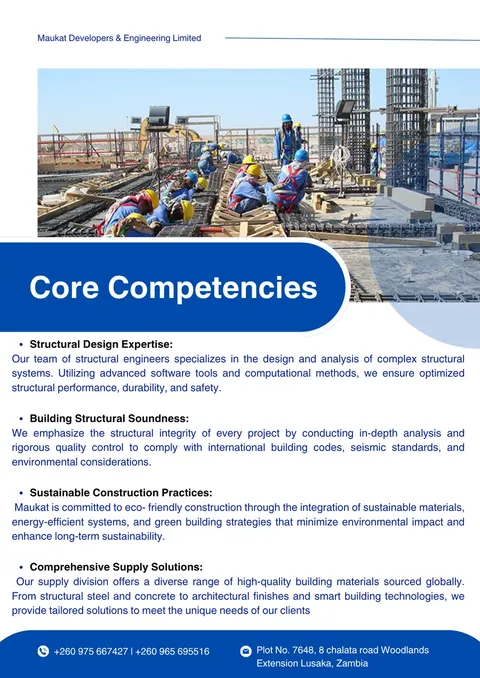 Maukat Developers & Engineering Limited
Core Competencies
• Structural Design Expertise:
Our team of structural engineers specializes in the design and analysis of complex structural
systems. Utilizing advanced software tools and computational methods, we ensure optimized
structural performance, durability, and safety.
• Building Structural Soundness:
We emphasize the structural integrity of every project by conducting in-depth analysis and
rigorous quality control to comply with international building codes, seismic standards, and
environmental considerations.
• Sustainable Construction Practices:
Maukat is committed to eco- friendly construction through the integration of sustainable materials,
energy-efficient systems, and green building strategies that minimize environmental impact and
enhance long-term sustainability.
• Comprehensive Supply Solutions:
Our supply division offers a diverse range of high-quality building materials sourced globally.
From structural steel and concrete to architectural finishes and smart building technologies, we
provide tailored solutions to meet the unique needs of our clients
+260 975 667427 | +260 965 695516
Plot No. 7648, 8 chalata road Woodlands
Extension Lusaka, Zambia